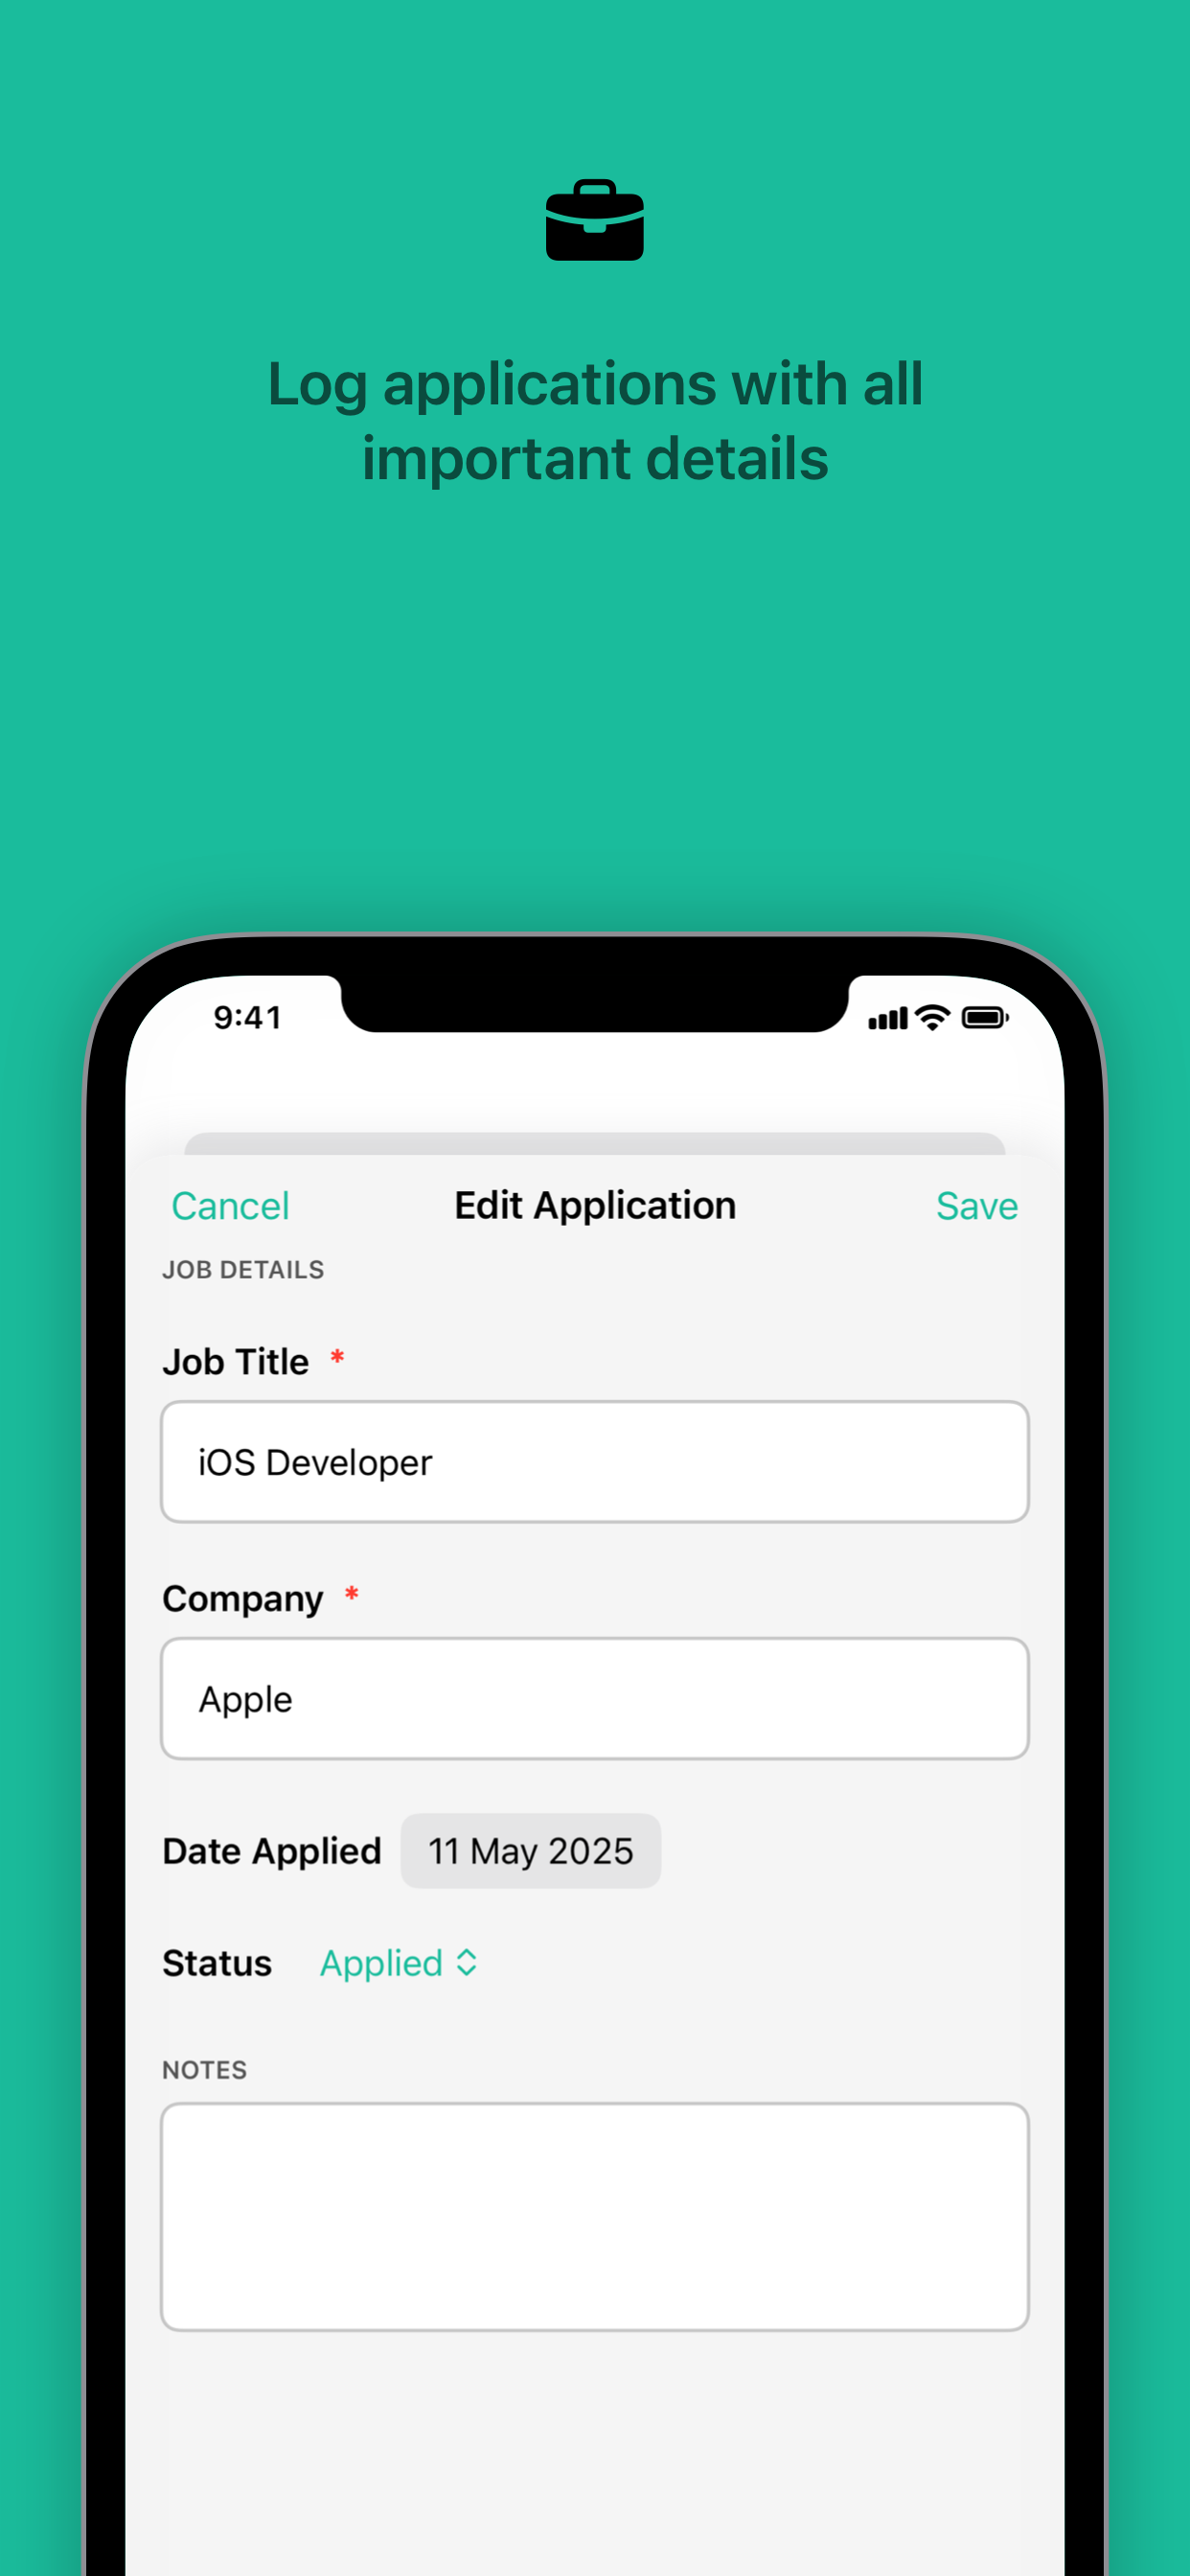 Log applications with all
important details
9:41
Cancel
Edit Application
Save
JOB DETAILS
Job Title *
iOS Developer
Company *
Apple
Date Applied 11 May 2025
Status Applied
NOTES